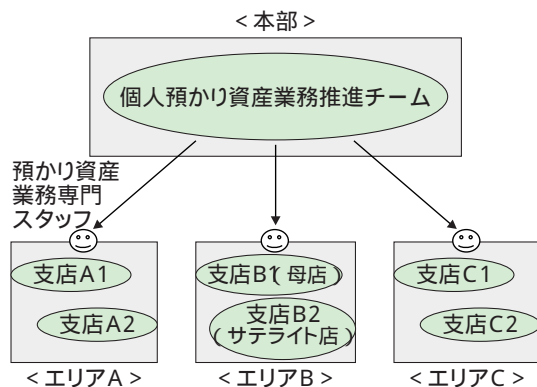 ＜本部＞
個人預かり資産業務推進チーム
預かり資産
業務専門
スタッフ
支店A1
支店A2
支店B1（母店）
支店B2
（サテライト店）
支店C1
支店C2
＜エリアA＞
＜エリアB＞
＜エリアC＞